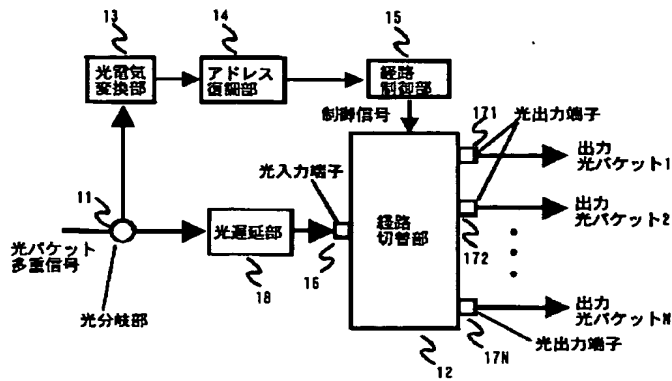 13
14
15
光電気
変換部
アドレス
復調部
経路
制御部
制御信号
171
光出力端子
出力
光パケット1
光入力端子
11
出力
光パケット2
経路
切替部
光遅延部
172
16
光パケット
多重信号
18
出力
光パケットN
光分岐部
17N
光出力端子
12